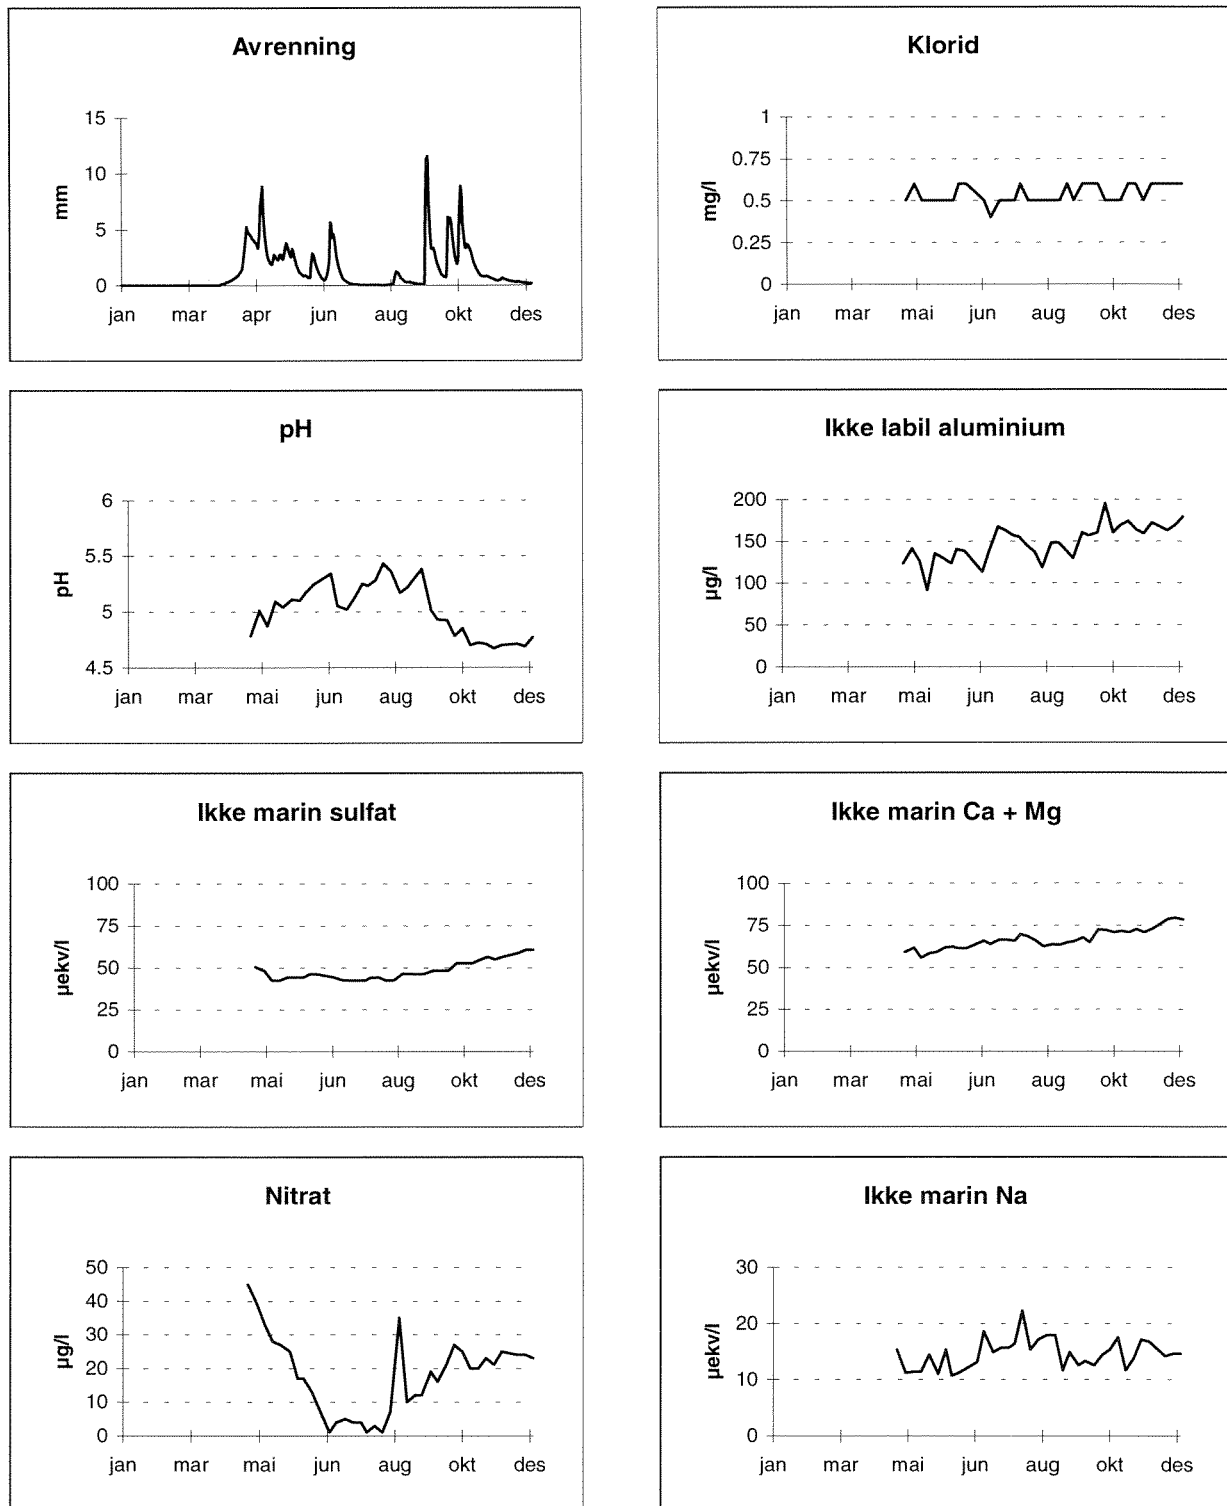 Avrenning
15
10
5
0
mm
jan mar apr jun aug okt des
Klorid
1
0.75
0.5
0.25
0
mg/l
jan mar mai jun aug okt des
pH
6
5.5
5
4.5
pH
jan mar mai jun aug okt des
Ikke labil aluminium
200
150
100
50
0
µg/l
jan mar mai jun aug okt des
Ikke marin sulfat
100
75
50
25
0
µekv/l
jan mar mai jun aug okt des
Ikke marin Ca + Mg
100
75
50
25
0
µekv/l
jan mar mai jun aug okt des
Nitrat
50
40
30
20
10
0
µg/l
jan mar mai jun aug okt des
Ikke marin Na
30
20
10
0
µekv/l
jan mar mai jun aug okt des